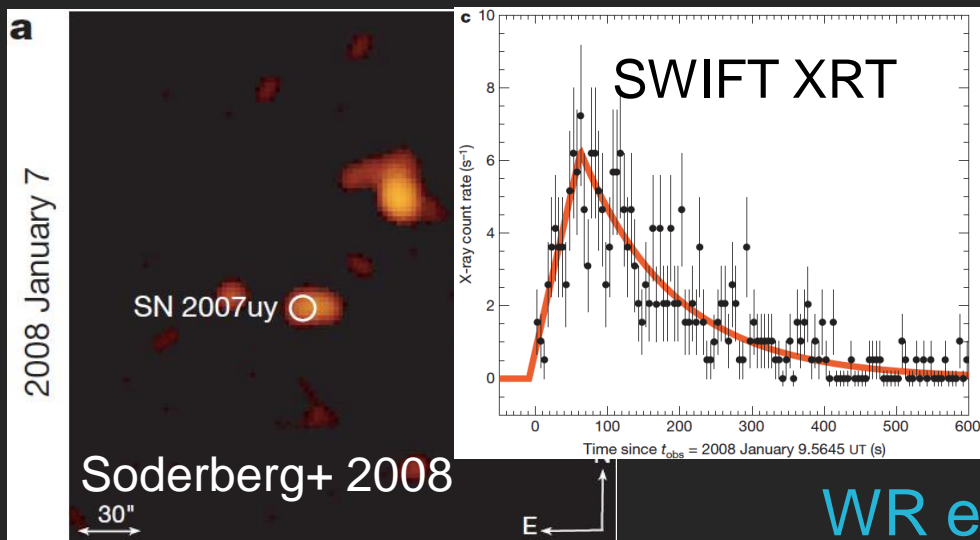 a
2008 January 7
SN 2007uy
Soderberg+ 2008
30"
E
c
10
8
6
4
2
0
X-ray count rate (s⁻¹)
SWIFT XRT
0 100 200 300 400 500 600
Time since t_obs = 2008 January 9.5645 UT (s)
WR e